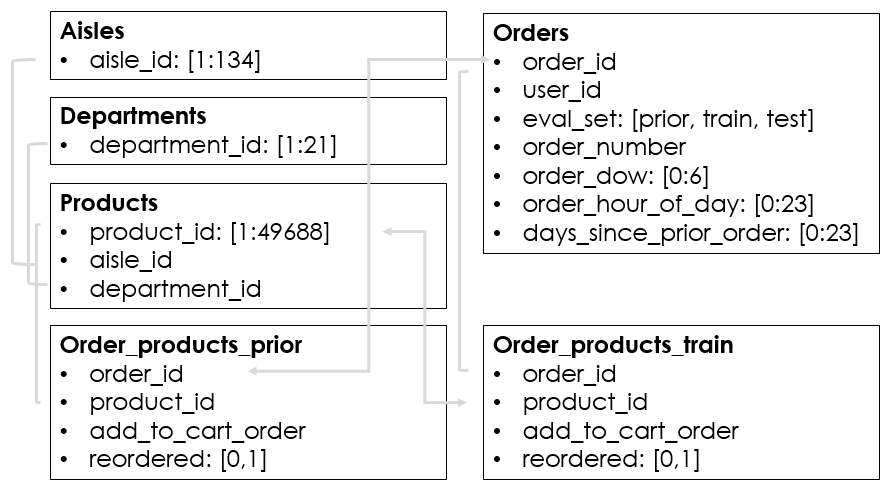 Aisles
• aisle_id: [1:134]
Departments
• department_id: [1:21]
Products
• product_id: [1:49688]
• aisle_id
• department_id
Order_products_prior
• order_id
• product_id
• add_to_cart_order
• reordered: [0,1]
Orders
• order_id
• user_id
• eval_set: [prior, train, test]
• order_number
• order_dow: [0:6]
• order_hour_of_day: [0:23]
• days_since_prior_order: [0:23]
Order_products_train
• order_id
• product_id
• add_to_cart_order
• reordered: [0,1]